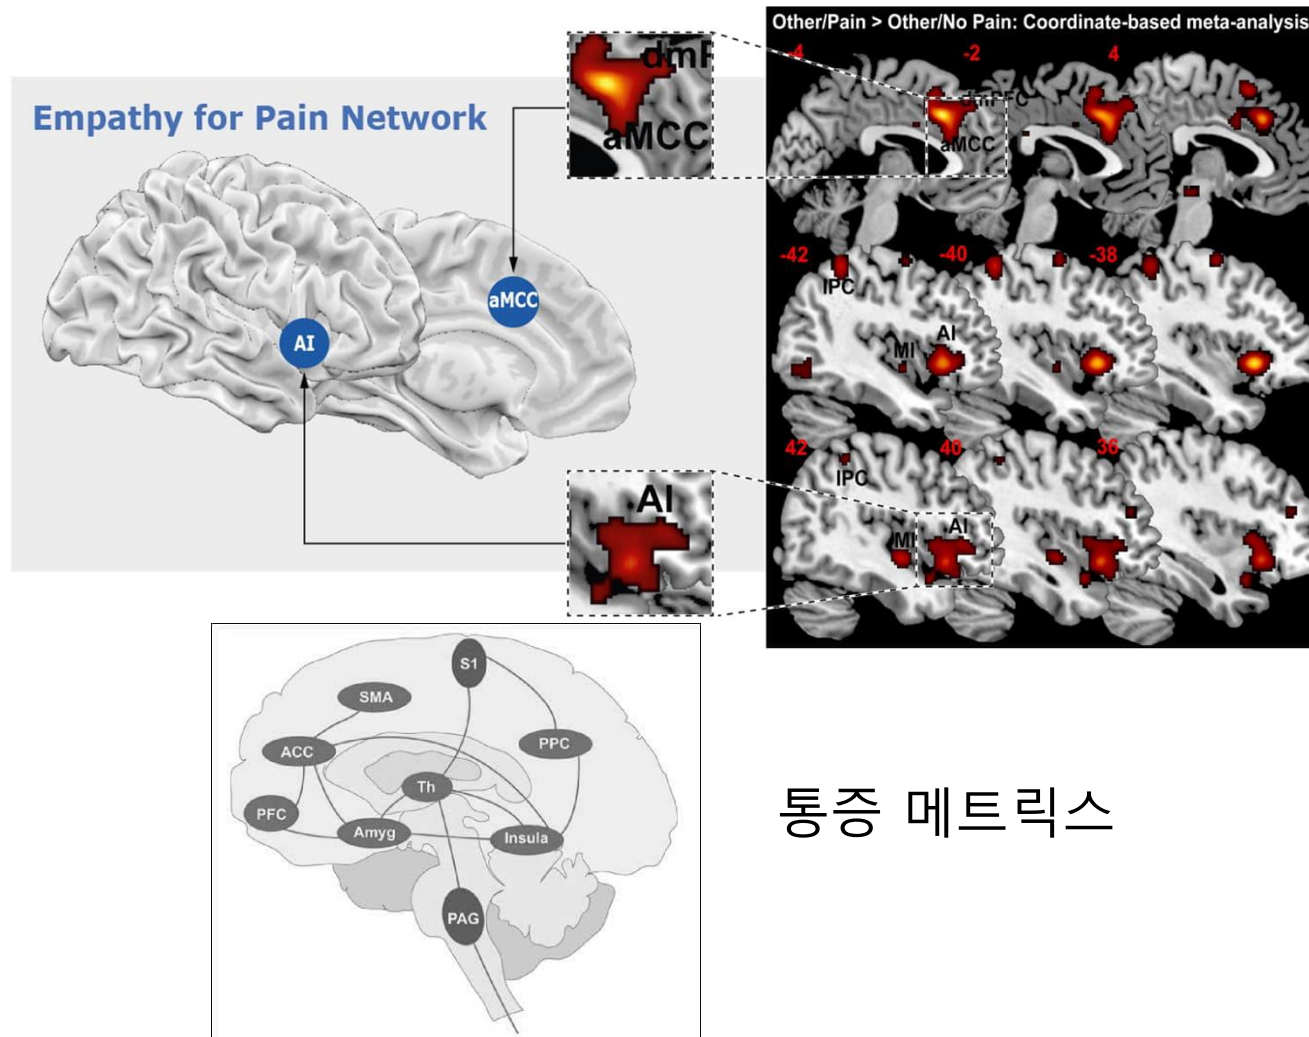 Other/Pain > Other/No Pain: Coordinate-based meta-analysis
Empathy for Pain Network
dmP
aMCC
-4
-2
4
dmPFC
aMCC
aMCC
AI
-42
-40
-38
IPC
MI
AI
42
40
36
IPC
MI
AI
AI
S1
SMA
ACC
PPC
Th
PFC
Amyg
Insula
PAG
통증 메트릭스